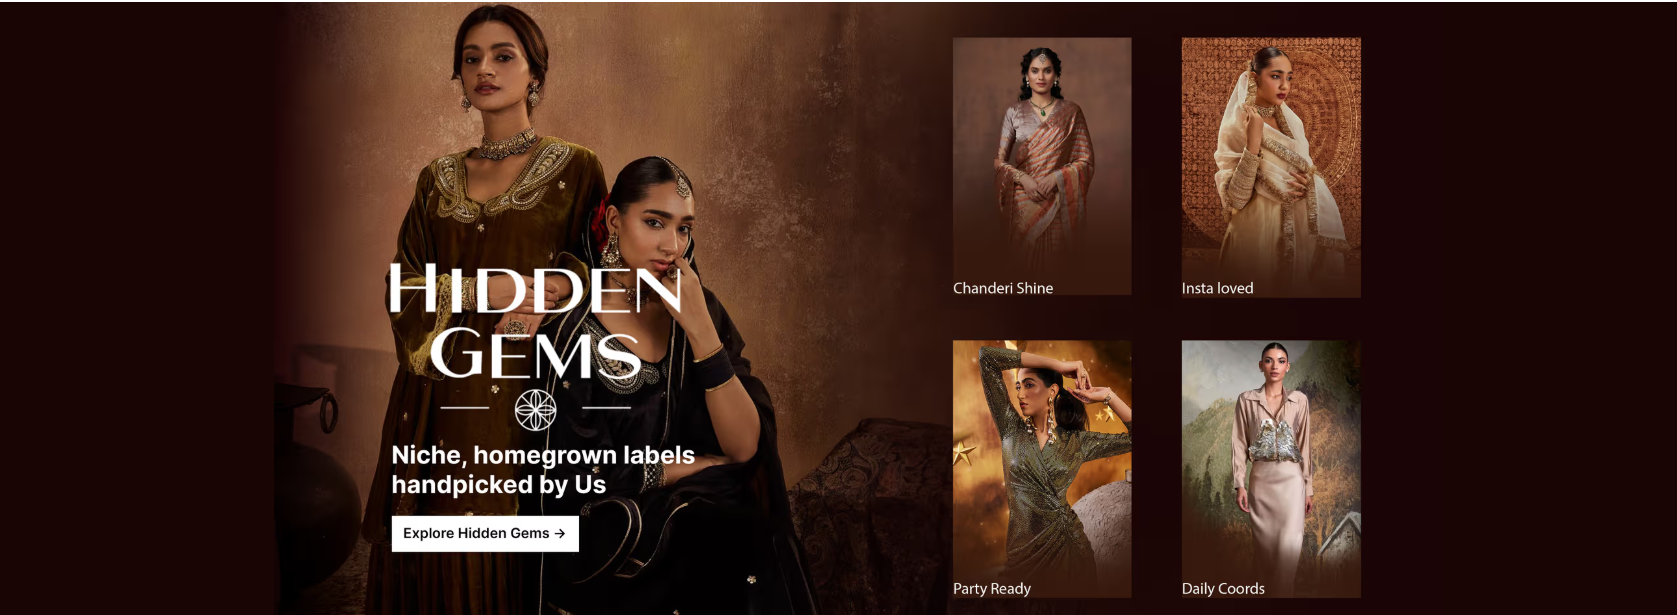 HIDDEN
GEMS
Niche, homegrown labels
handpicked by Us
Explore Hidden Gems →
Chanderi Shine
Insta loved
Party Ready
Daily Coords